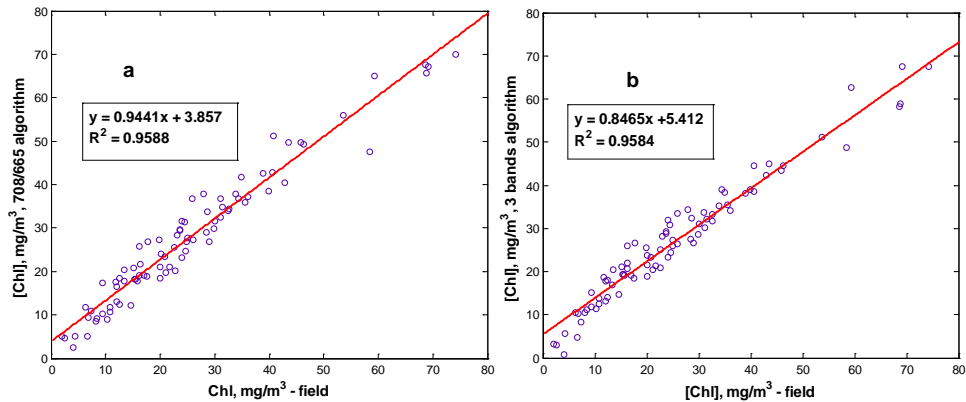 80
70
60
50
40
30
20
10
0
[Chl], mg/m³, 708/665 algorithm
a
y = 0.9441x + 3.857
R² = 0.9588
0 10 20 30 40 50 60 70 80
Chl, mg/m³ - field
80
70
60
50
40
30
20
10
0
[Chl], mg/m³, 3 bands algorithm
b
y = 0.8465x +5.412
R² = 0.9584
0 10 20 30 40 50 60 70 80
[Chl], mg/m³ - field